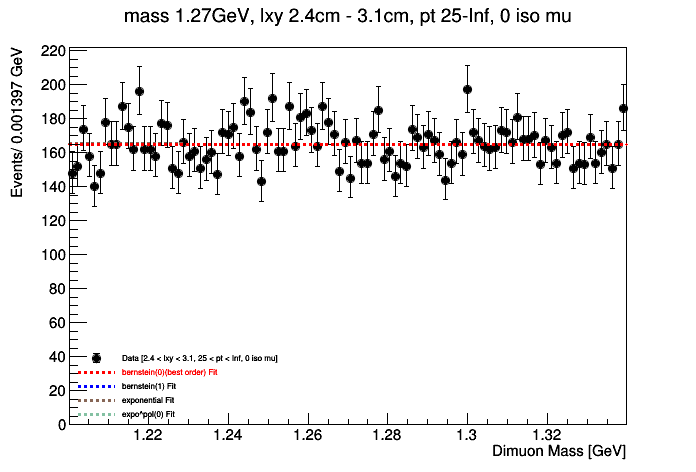 mass 1.27GeV, lxy 2.4cm - 3.1cm, pt 25-Inf, 0 iso mu
Events/ 0.001397 GeV
220
200
180
160
140
120
100
80
60
40
20
0
Data [2.4 < lxy < 3.1, 25 < pt < Inf, 0 iso mu]
bernstein(0)(best order) Fit
bernstein(1) Fit
exponential Fit
expo*pol(0) Fit
1.22 1.24 1.26 1.28 1.3 1.32
Dimuon Mass [GeV]